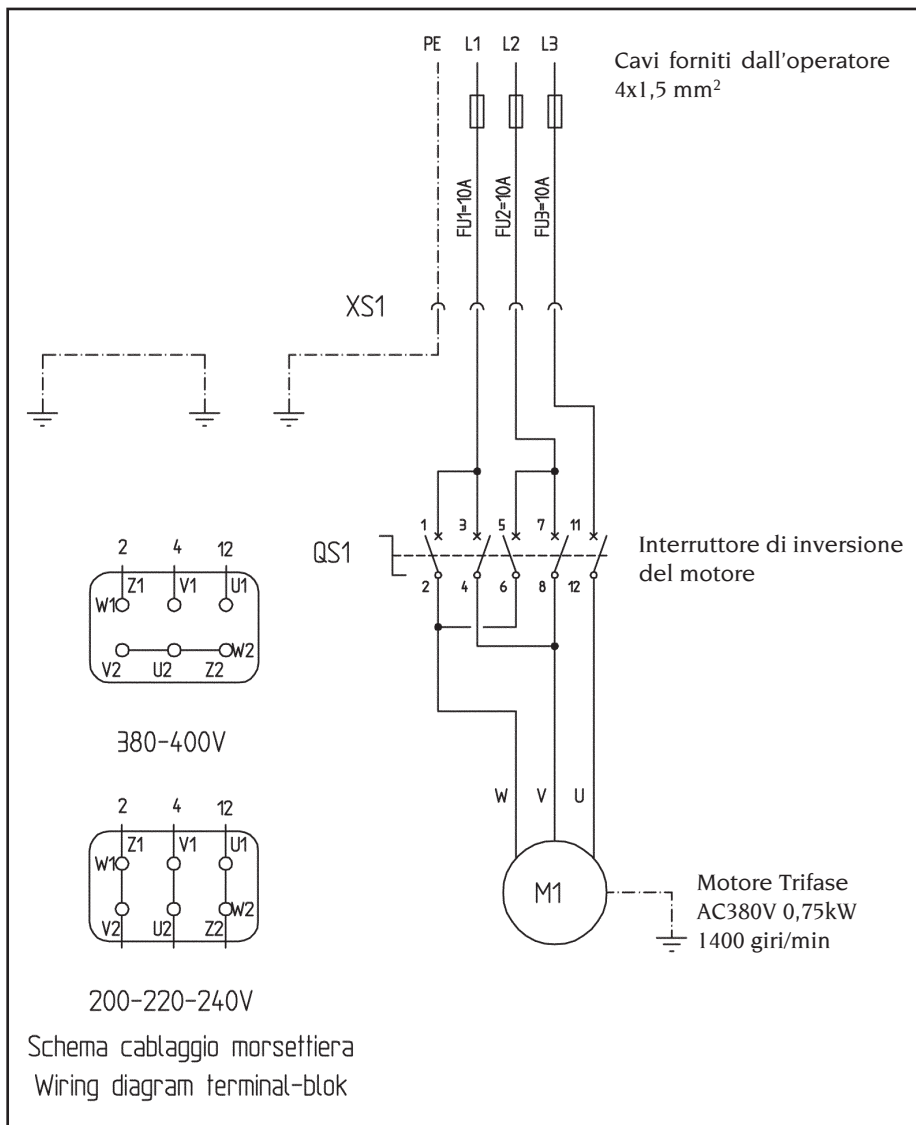 PE L1 L2 L3
Cavi forniti dall'operatore
4x1,5 mm²
FU1=10A
FU2=10A
FU3=10A
XS1
1 3 5 7 11
QS1
2 4 6 8 12
Interruttore di inversione
del motore
2 4 12
Z1 V1 U1
W1
W2
V2 U2 Z2
380-400V
2 4 12
Z1 V1 U1
W1
W2
V2 U2 Z2
200-220-240V
W V U
M1
Motore Trifase
AC380V 0,75kW
1400 giri/min
Schema cablaggio morsettiera
Wiring diagram terminal-blok